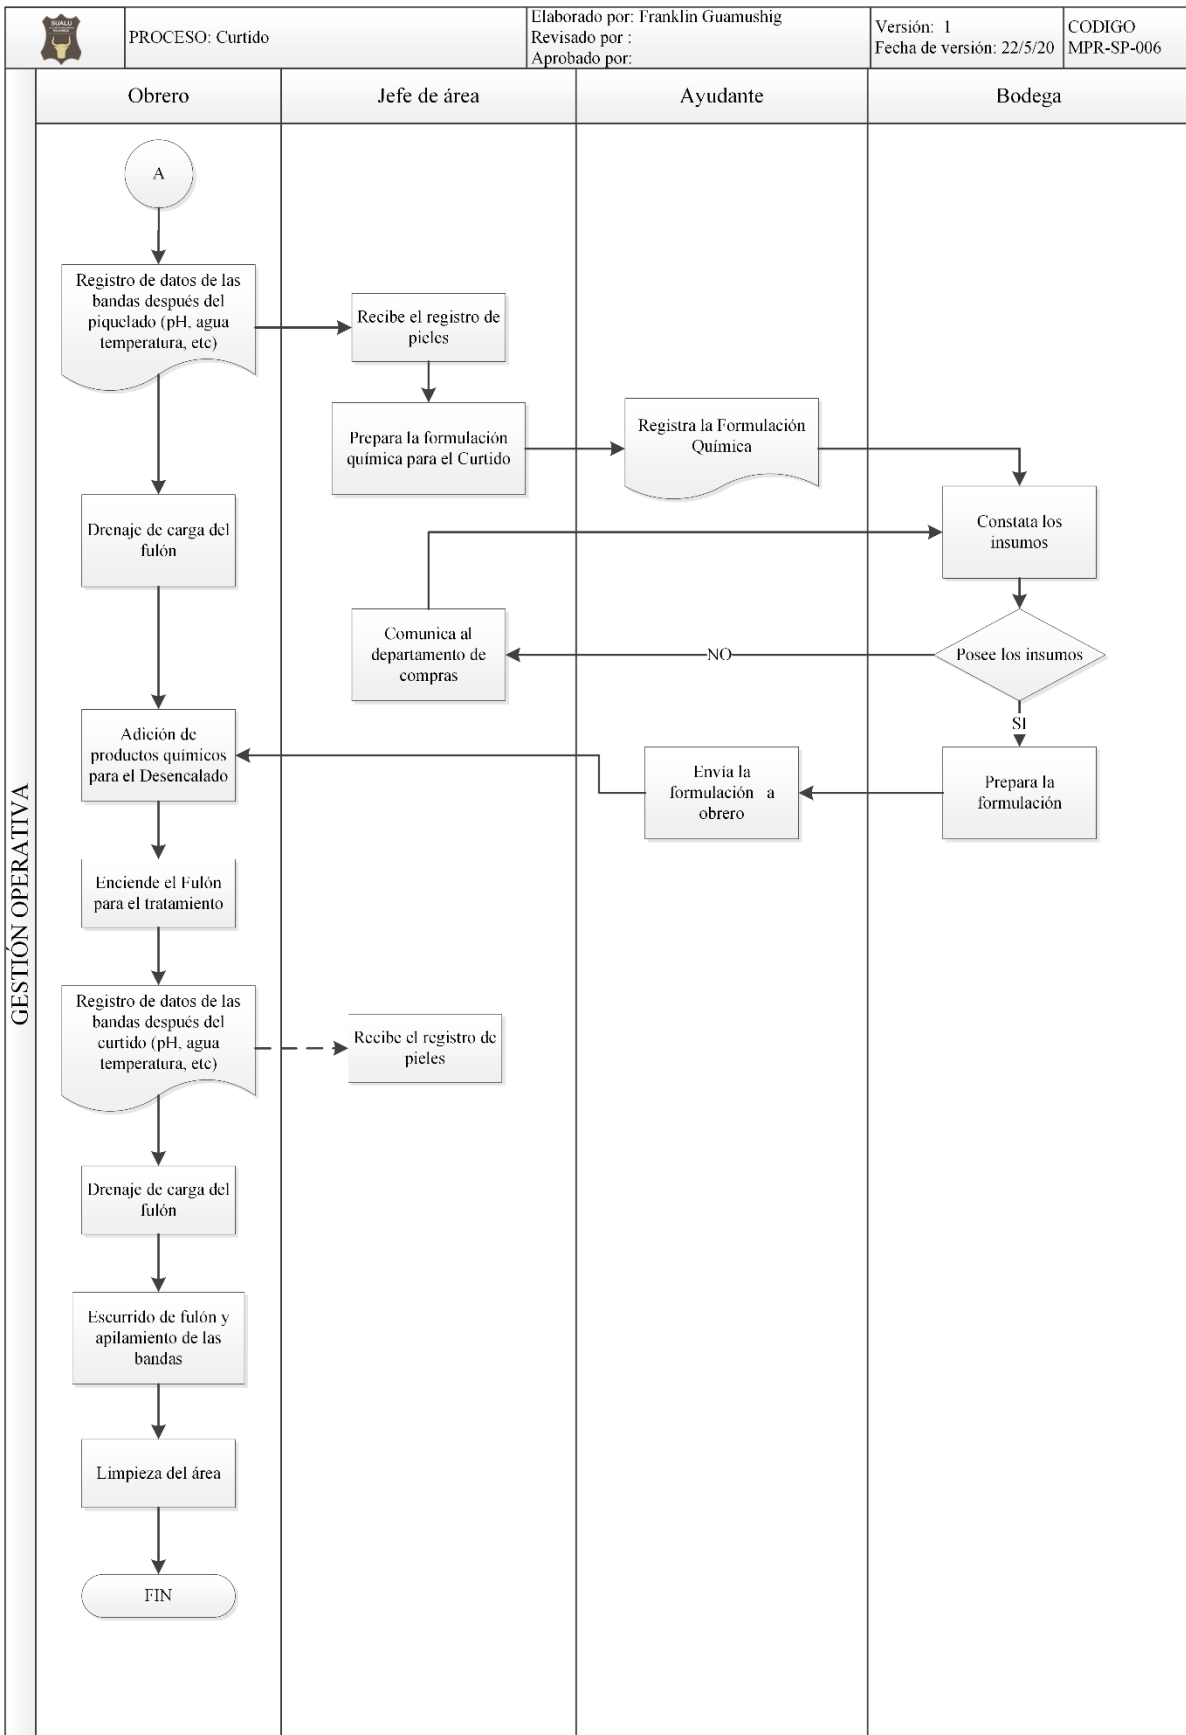 SUALU
PROCESO: Curtido
Elaborado por: Franklin Guamushig
Revisado por :
Aprobado por:
Versión: 1
Fecha de versión: 22/5/20
CODIGO
MPR-SP-006
Obrero
Jefe de área
Ayudante
Bodega
GESTIÓN OPERATIVA
A
Registro de datos de las
bandas después del
piquelado (pH, agua
temperatura, etc)
Recibe el registro de
pieles
Prepara la formulación
química para el Curtido
Registra la Formulación
Química
Constata los
insumos
Drenaje de carga del
fulón
Comunica al
departamento de
compras
NO
Posee los insumos
SI
Adición de
productos químicos
para el Desencalado
Envía la
formulación a
obrero
Prepara la
formulación
Enciende el Fulón
para el tratamiento
Registro de datos de las
bandas después del
curtido (pH, agua
temperatura, etc)
Recibe el registro de
pieles
Drenaje de carga del
fulón
Escurrido de fulón y
apilamiento de las
bandas
Limpieza del área
FIN